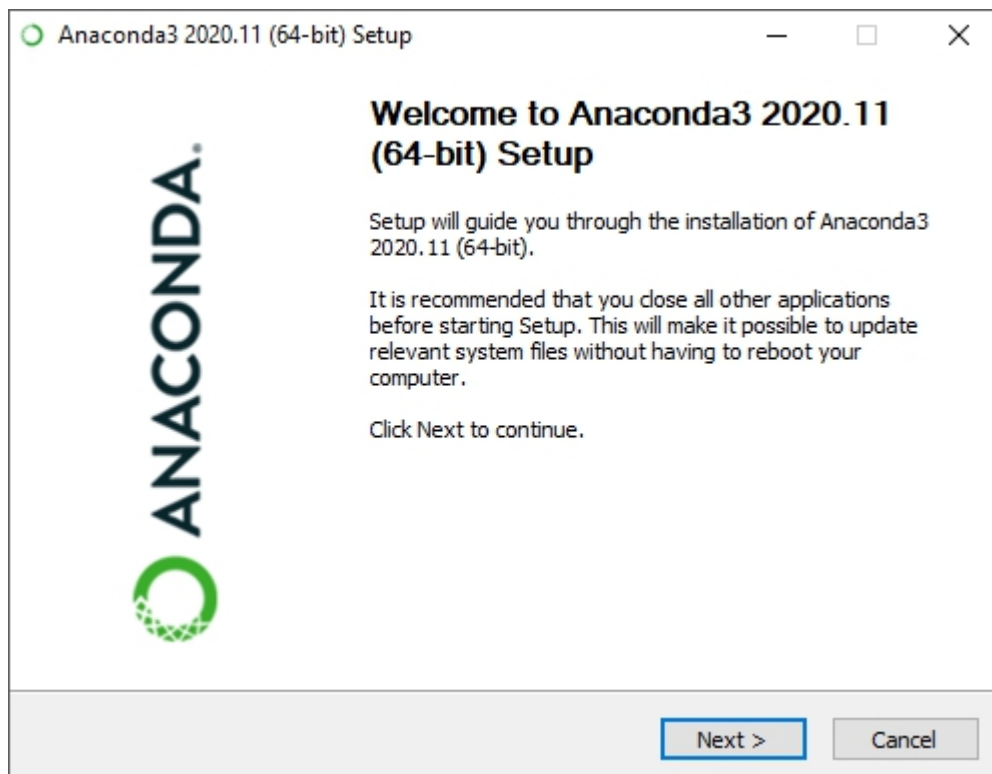 Anaconda3 2020.11 (64-bit) Setup
Welcome to Anaconda3 2020.11
(64-bit) Setup
Setup will guide you through the installation of Anaconda3
2020.11 (64-bit).
It is recommended that you close all other applications
before starting Setup. This will make it possible to update
relevant system files without having to reboot your
computer.
Click Next to continue.
ANACONDA.
Next >
Cancel